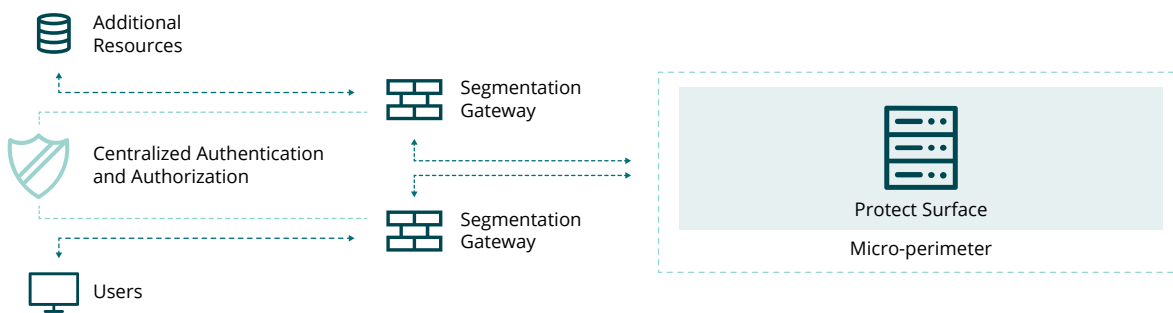 Additional
Resources
Segmentation
Gateway
Centralized Authentication
and Authorization
Protect Surface
Segmentation
Gateway
Micro-perimeter
Users